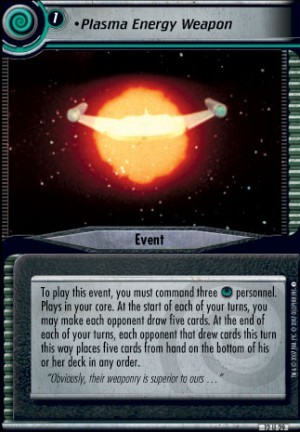 1
•Plasma Energy Weapon
Event
To play this event, you must command three personnel.
Plays in your core. At the start of each of your turns, you
may make each opponent draw five cards. At the end of
each of your turns, each opponent that drew cards this turn
this way places five cards from hand on the bottom of his
or her deck in any order.
"Obviously, their weaponry is superior to ours …"